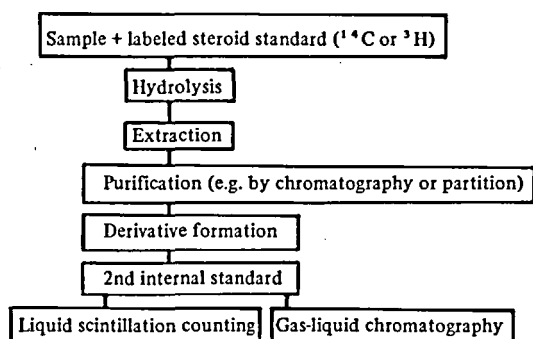 Sample + labeled steroid standard (¹⁴C or ³H)
Hydrolysis
Extraction
Purification (e.g. by chromatography or partition)
Derivative formation
2nd internal standard
Liquid scintillation counting
Gas-liquid chromatography